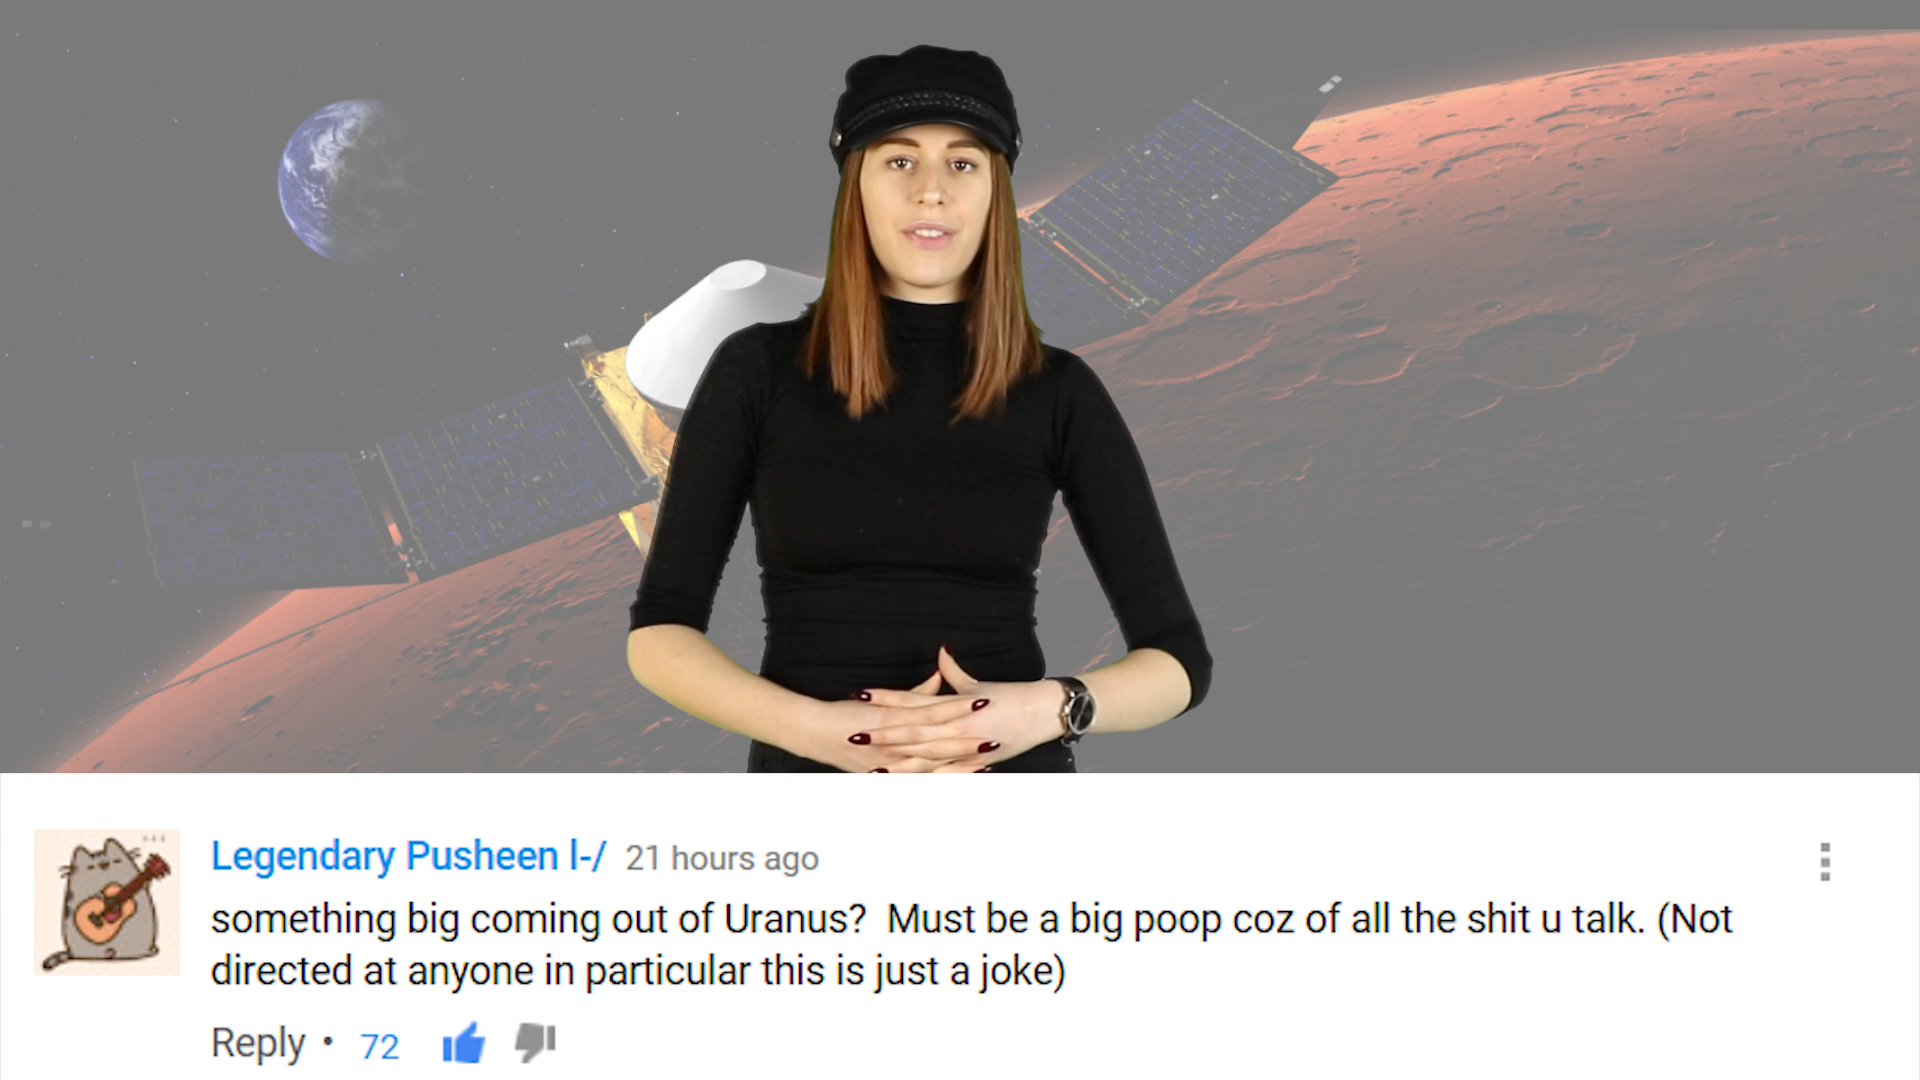 Legendary Pusheen l-/ 21 hours ago
something big coming out of Uranus?  Must be a big poop coz of all the shit u talk. (Not
directed at anyone in particular this is just a joke)
Reply • 72